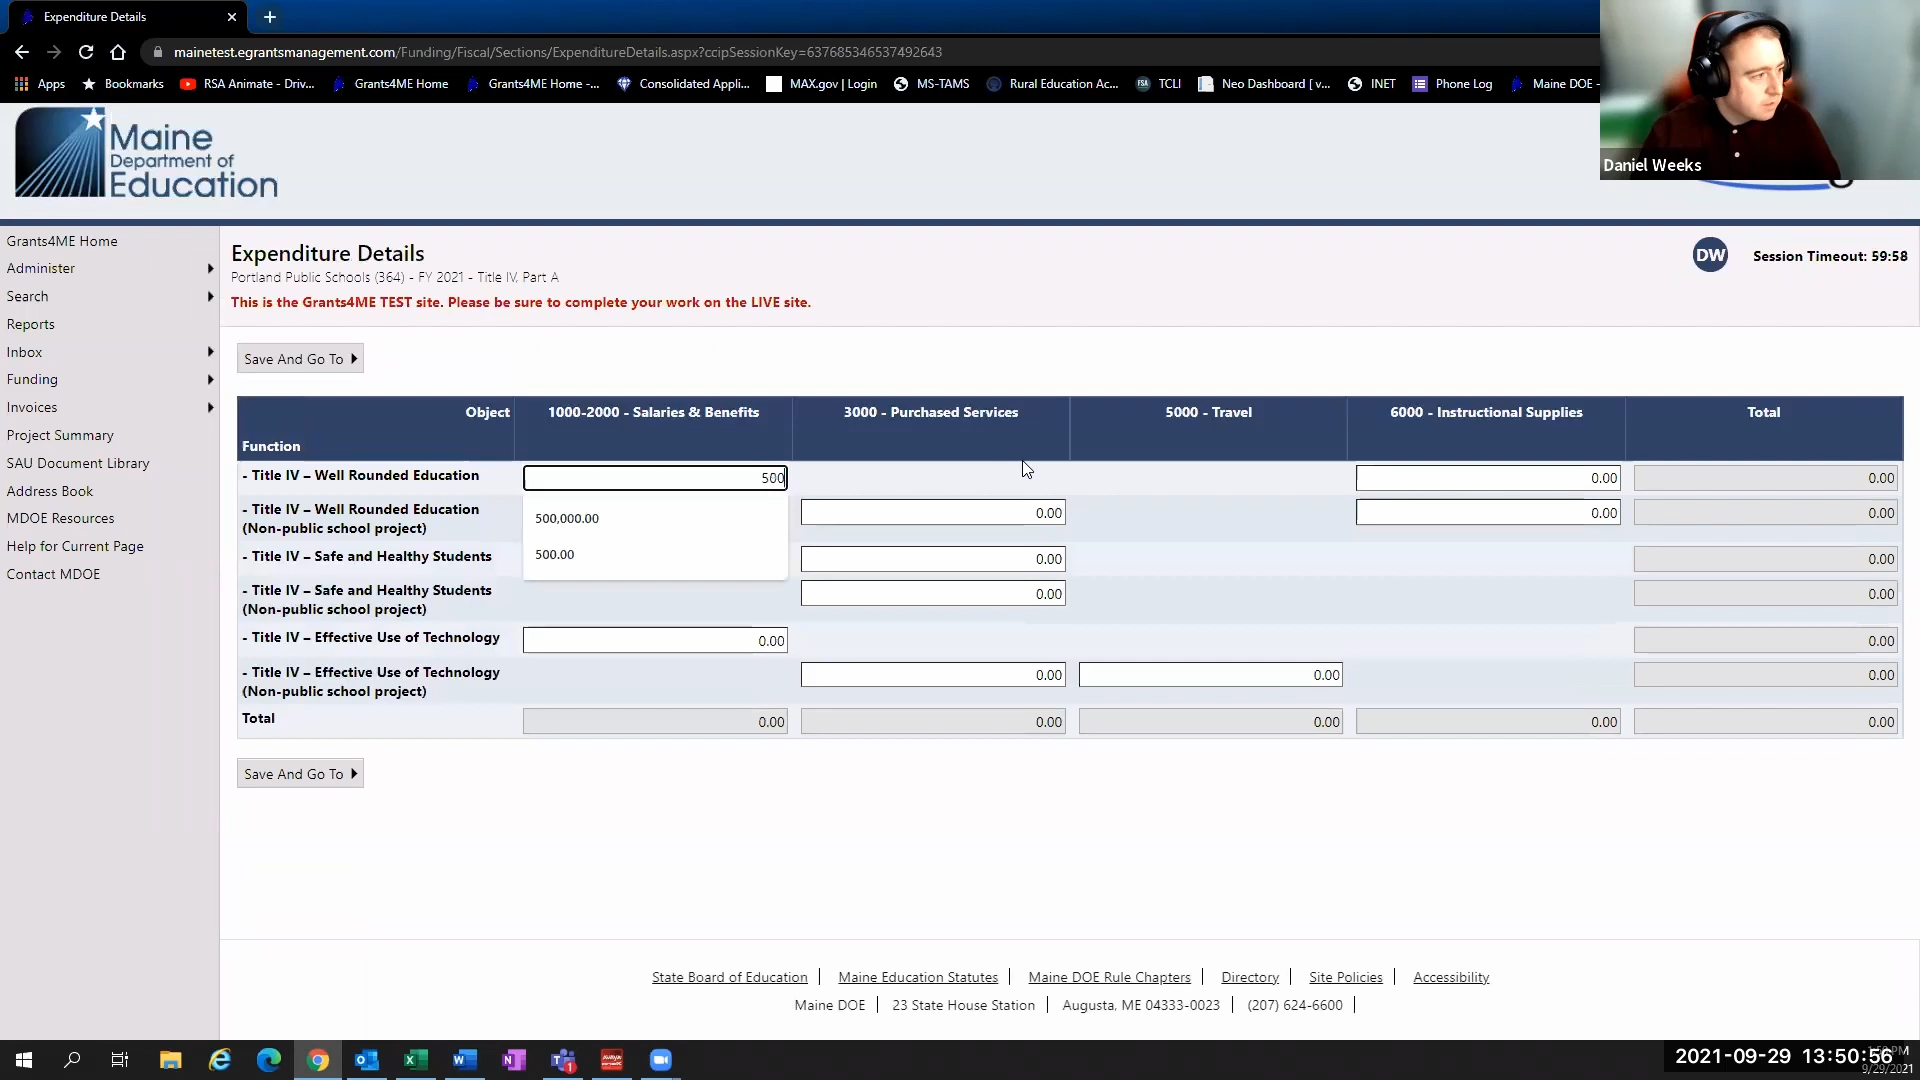 Expenditure Details
mainetest.egrantsmanagement.com/Funding/Fiscal/Sections/ExpenditureDetails.aspx?ccipSessionKey=637685346537492643
Apps Bookmarks RSA Animate - Driv... Grants4ME Home Grants4ME Home -... Consolidated Appli... MAX.gov | Login MS-TAMS Rural Education Ac... TCLI Neo Dashboard [ v... INET Phone Log Maine DOE -
Maine
Department of
Education
Daniel Weeks
Grants4ME Home
Administer
Search
Reports
Inbox
Funding
Invoices
Project Summary
SAU Document Library
Address Book
MDOE Resources
Help for Current Page
Contact MDOE
Expenditure Details
DW Session Timeout: 59:58
Portland Public Schools (364) - FY 2021 - Title IV, Part A
This is the Grants4ME TEST site. Please be sure to complete your work on the LIVE site.
Save And Go To
Object 1000-2000 - Salaries & Benefits 3000 - Purchased Services 5000 - Travel 6000 - Instructional Supplies Total
Function
- Title IV – Well Rounded Education 500 0.00 0.00
500,000.00
500.00
- Title IV – Well Rounded Education 0.00 0.00 0.00
(Non-public school project)
- Title IV – Safe and Healthy Students 0.00 0.00
- Title IV – Safe and Healthy Students 0.00 0.00
(Non-public school project)
- Title IV – Effective Use of Technology 0.00 0.00
- Title IV – Effective Use of Technology 0.00 0.00 0.00
(Non-public school project)
Total 0.00 0.00 0.00 0.00 0.00
Save And Go To
State Board of Education | Maine Education Statutes | Maine DOE Rule Chapters | Directory | Site Policies | Accessibility
Maine DOE | 23 State House Station | Augusta, ME 04333-0023 | (207) 624-6600 |
2021-09-29 13:50:56
9/29/2021